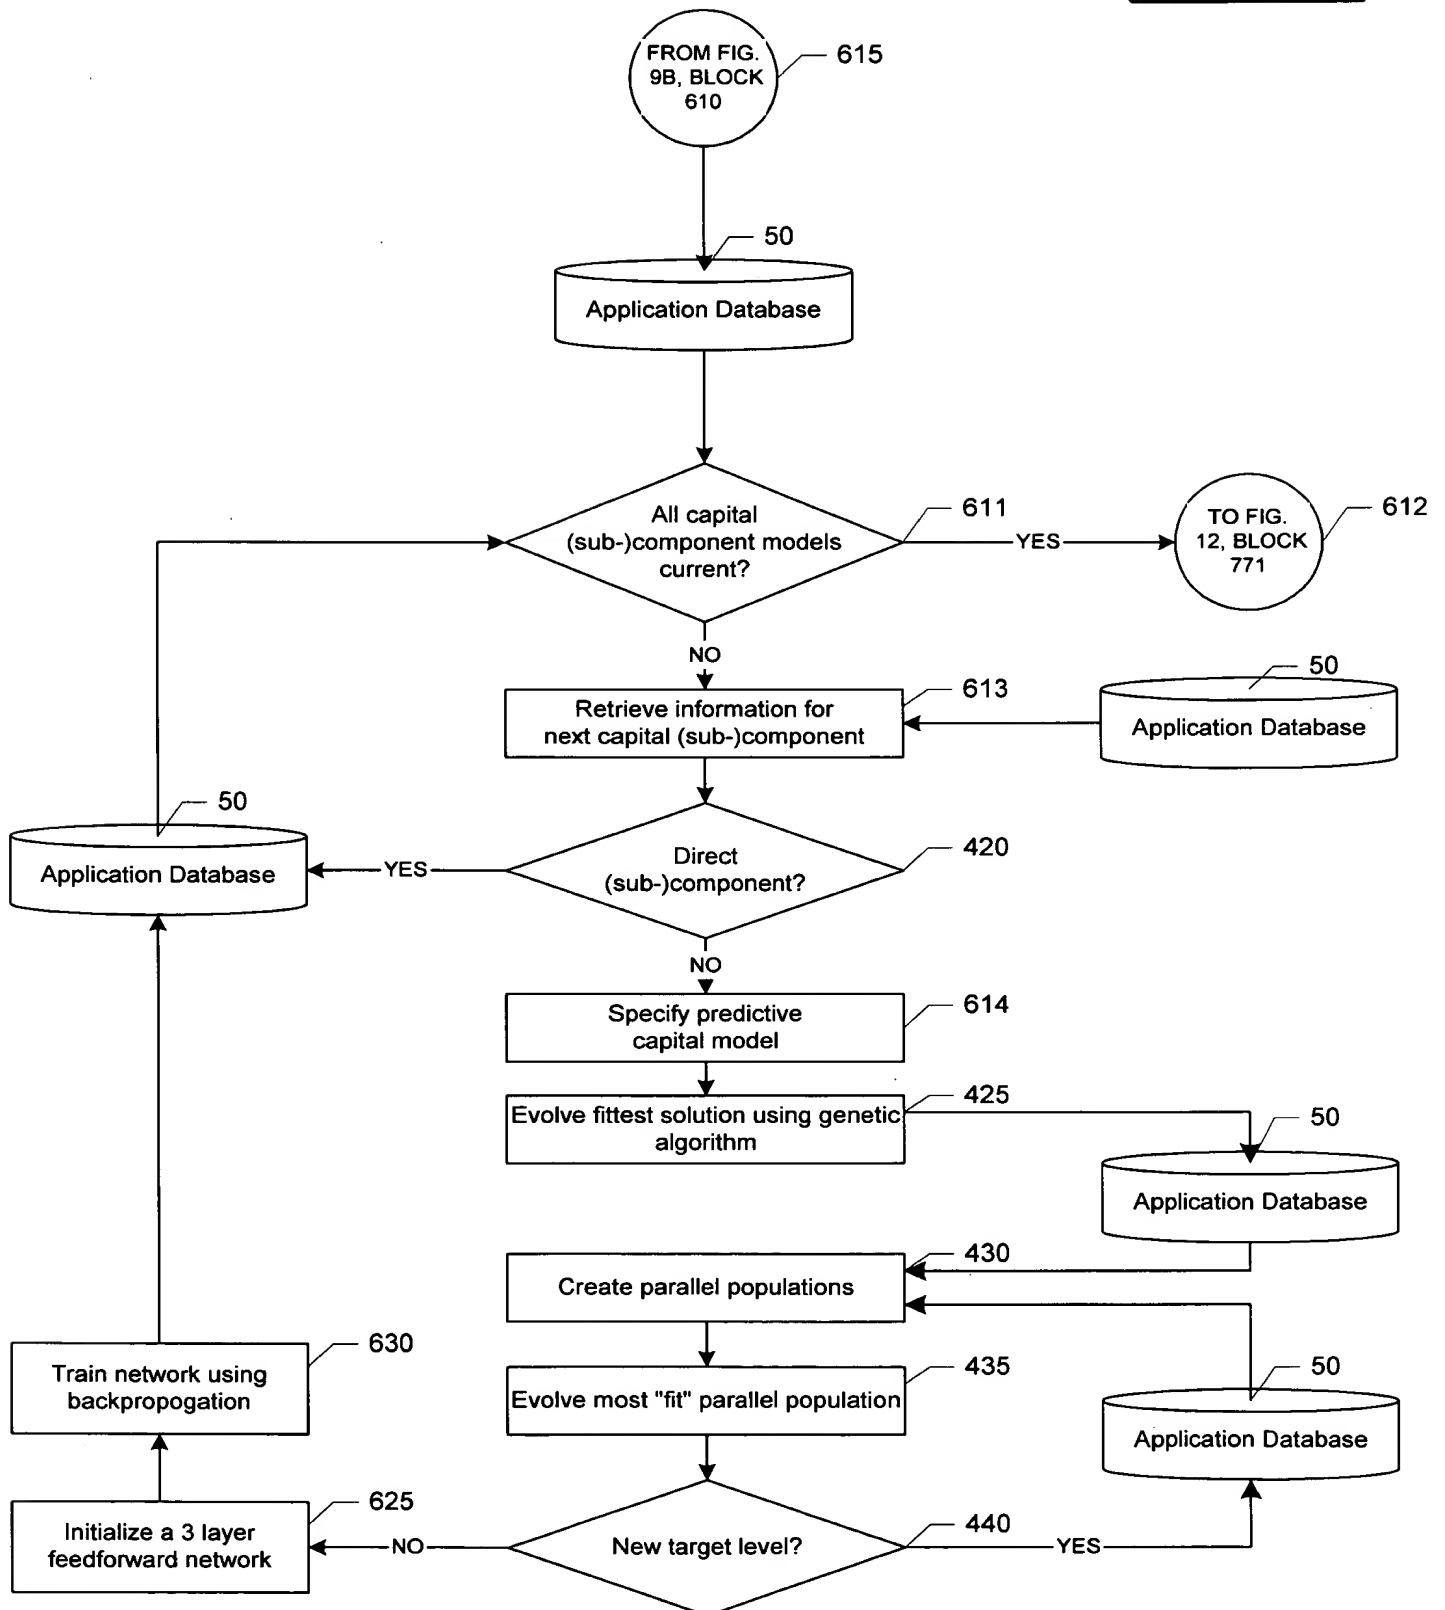 FROM FIG.
9B, BLOCK
610
615
50
Application Database
All capital
(sub-)component models
current?
611
YES
TO FIG.
12, BLOCK
771
612
NO
Retrieve information for
next capital (sub-)component
613
50
Application Database
50
Application Database
YES
Direct
(sub-)component?
420
NO
Specify predictive
capital model
614
Evolve fittest solution using genetic
algorithm
425
50
Application Database
Create parallel populations
430
Train network using
backpropogation
630
Evolve most "fit" parallel population
435
50
Application Database
Initialize a 3 layer
feedforward network
625
NO
New target level?
440
YES